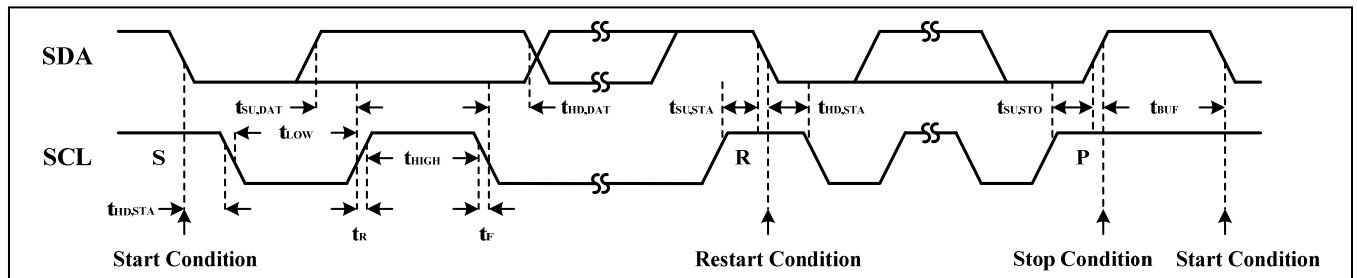 SDA
tSU,DAT
tHD,DAT
tSU,STA
tHD,STA
tSU,STO
tBUF
tLOW
SCL
S
tHIGH
R
P
tHD,STA
tR
tF
Start Condition
Restart Condition
Stop Condition
Start Condition